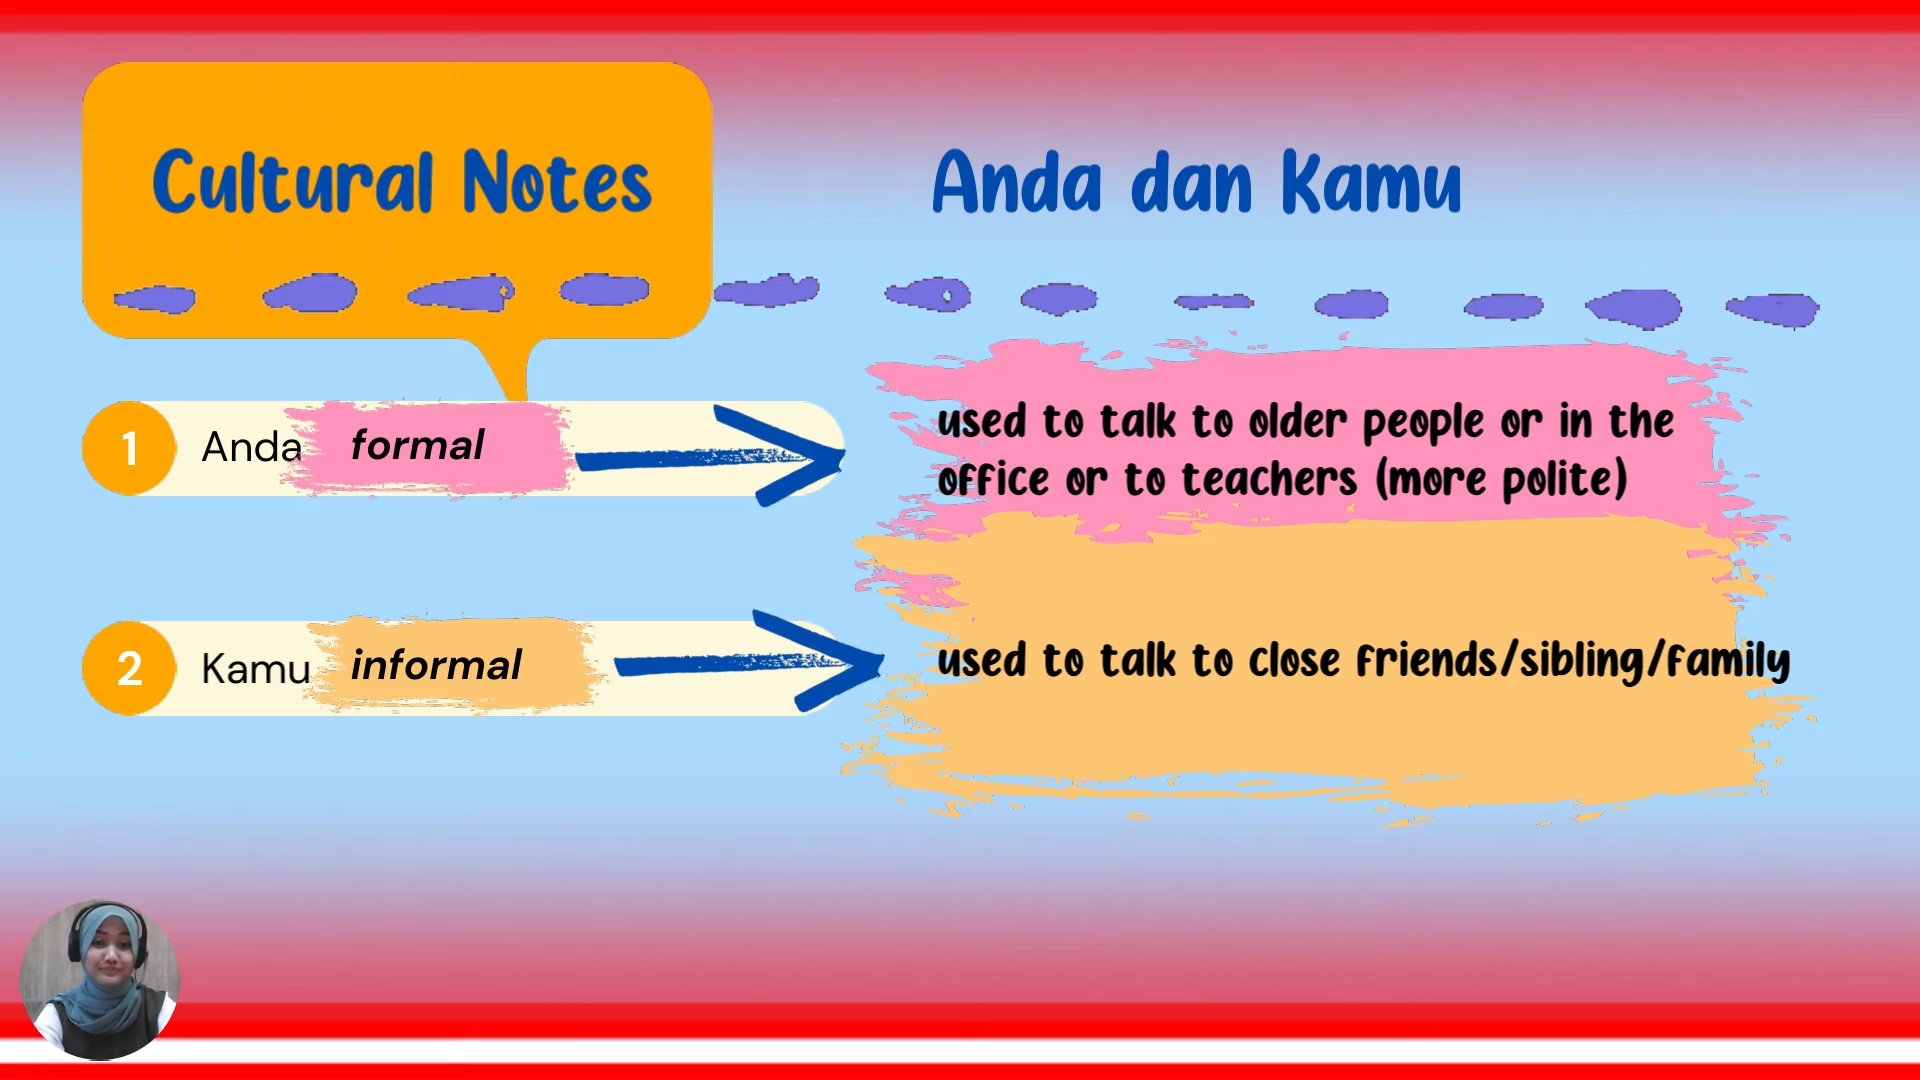 Cultural Notes
Anda dan Kamu
1 Anda formal
used to talk to older people or in the
office or to teachers (more polite)
2 Kamu informal
used to talk to close friends/sibling/family